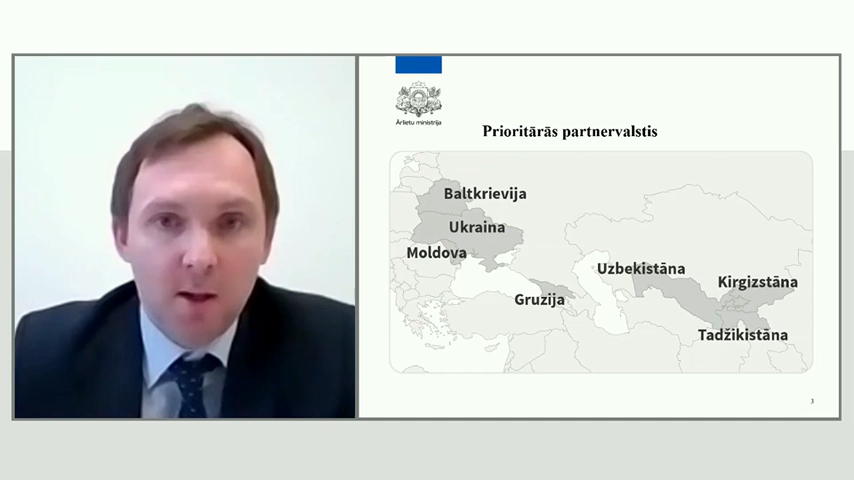 Ārlietu ministrija
Prioritārās partnervalstis
Baltkrievija
Ukraina
Moldova
Uzbekistāna
Kirgizstāna
Gruzija
Tadžikistāna
3